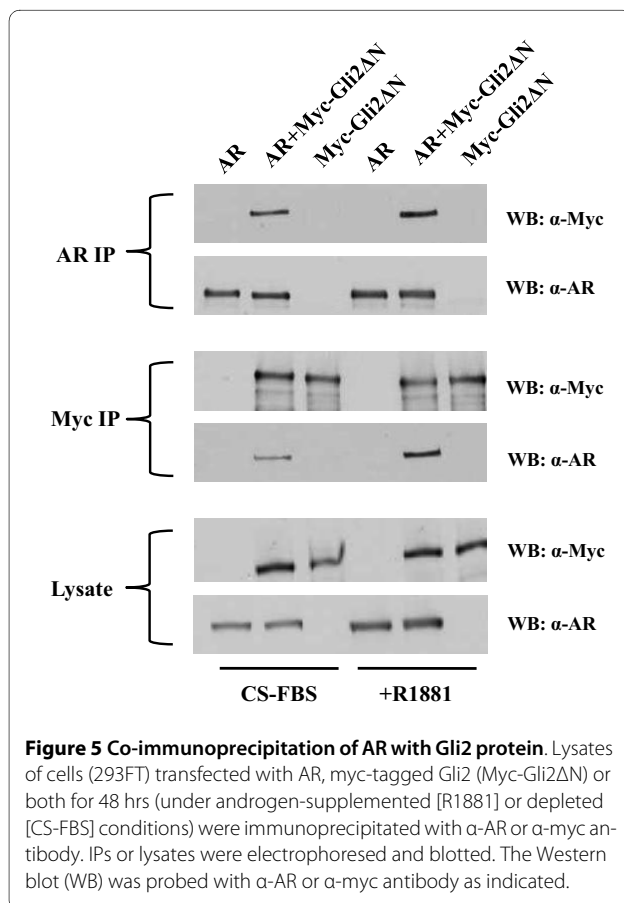 AR
AR+Myc-Gli2ΔN
Myc-Gli2ΔN
AR
AR+Myc-Gli2ΔN
Myc-Gli2ΔN
AR IP
WB: α-Myc
WB: α-AR
Myc IP
WB: α-Myc
WB: α-AR
Lysate
WB: α-Myc
WB: α-AR
CS-FBS
+R1881
Figure 5 Co-immunoprecipitation of AR with Gli2 protein. Lysates
of cells (293FT) transfected with AR, myc-tagged Gli2 (Myc-Gli2ΔN) or
both for 48 hrs (under androgen-supplemented [R1881] or depleted
[CS-FBS] conditions) were immunoprecipitated with α-AR or α-myc an-
tibody. IPs or lysates were electrophoresed and blotted. The Western
blot (WB) was probed with α-AR or α-myc antibody as indicated.